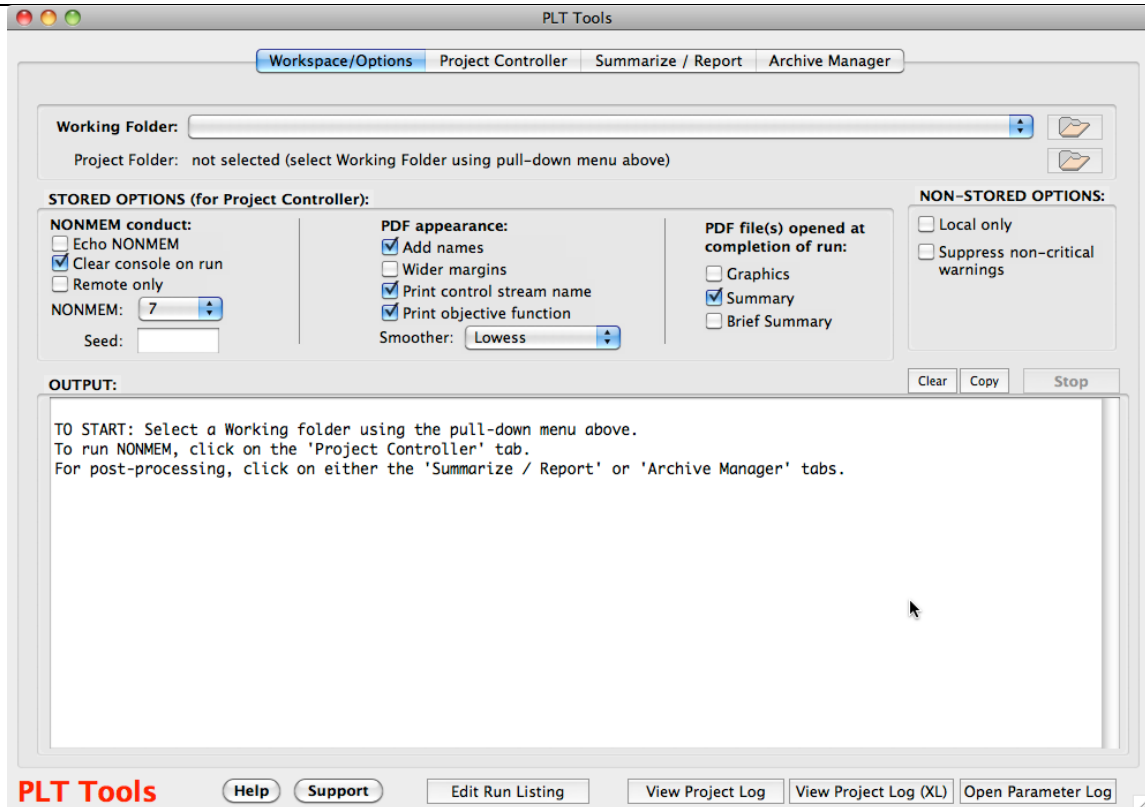 PLT Tools
Workspace/Options Project Controller Summarize / Report Archive Manager
Working Folder:
Project Folder: not selected (select Working Folder using pull-down menu above)
STORED OPTIONS (for Project Controller):
NONMEM conduct:
Echo NONMEM
Clear console on run
Remote only
NONMEM: 7
Seed:
PDF appearance:
Add names
Wider margins
Print control stream name
Print objective function
Smoother: Lowess
PDF file(s) opened at
completion of run:
Graphics
Summary
Brief Summary
NON-STORED OPTIONS:
Local only
Suppress non-critical
warnings
OUTPUT:
Clear Copy Stop
TO START: Select a Working folder using the pull-down menu above.
To run NONMEM, click on the 'Project Controller' tab.
For post-processing, click on either the 'Summarize / Report' or 'Archive Manager' tabs.
PLT Tools Help Support Edit Run Listing View Project Log View Project Log (XL) Open Parameter Log